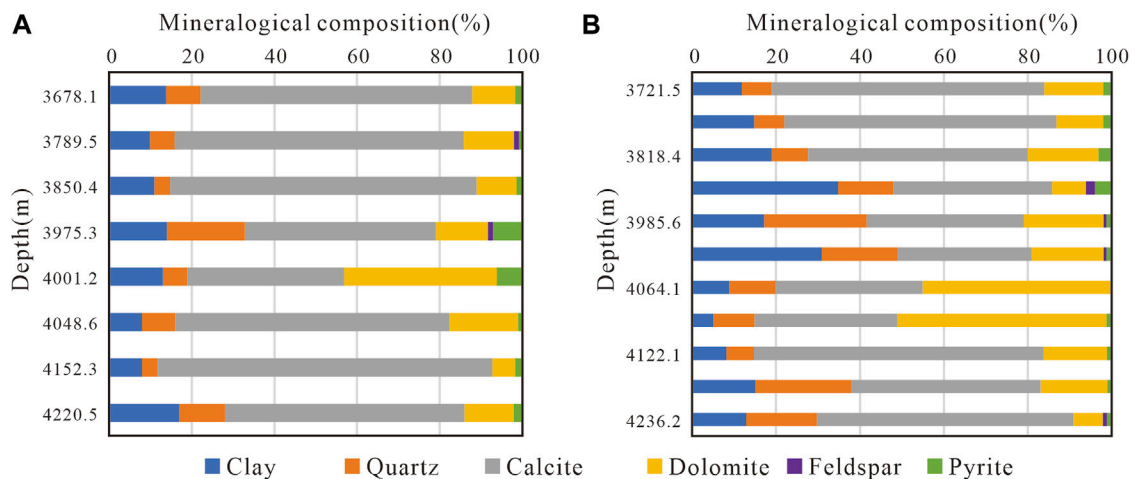 A
Mineralogical composition(%)
0 20 40 60 80 100
Depth(m)
3678.1
3789.5
3850.4
3975.3
4001.2
4048.6
4152.3
4220.5
B
Mineralogical composition(%)
0 20 40 60 80 100
Depth(m)
3721.5
3818.4
3985.6
4064.1
4122.1
4236.2
Clay Quartz Calcite Dolomite Feldspar Pyrite